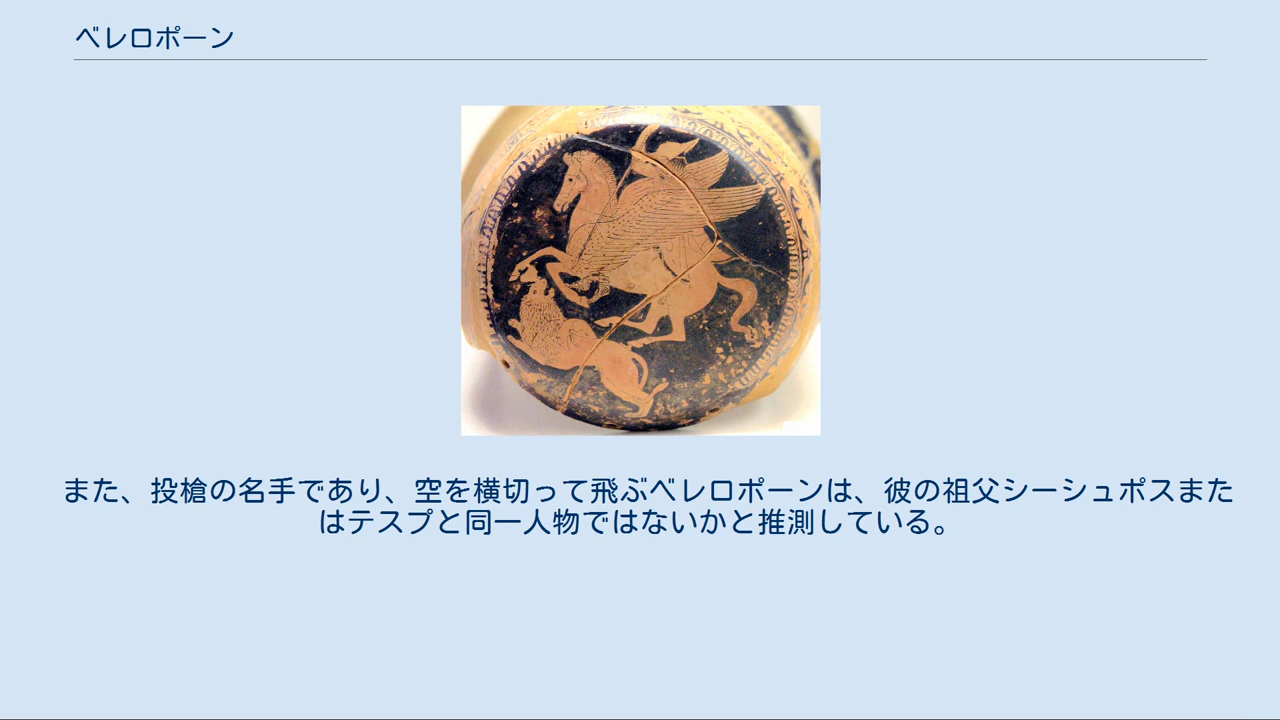 ベレロポーン
また、投槍の名手であり、空を横切って飛ぶベレロポーンは、彼の祖父シーシュポスまた
はテスプと同一人物ではないかと推測している。